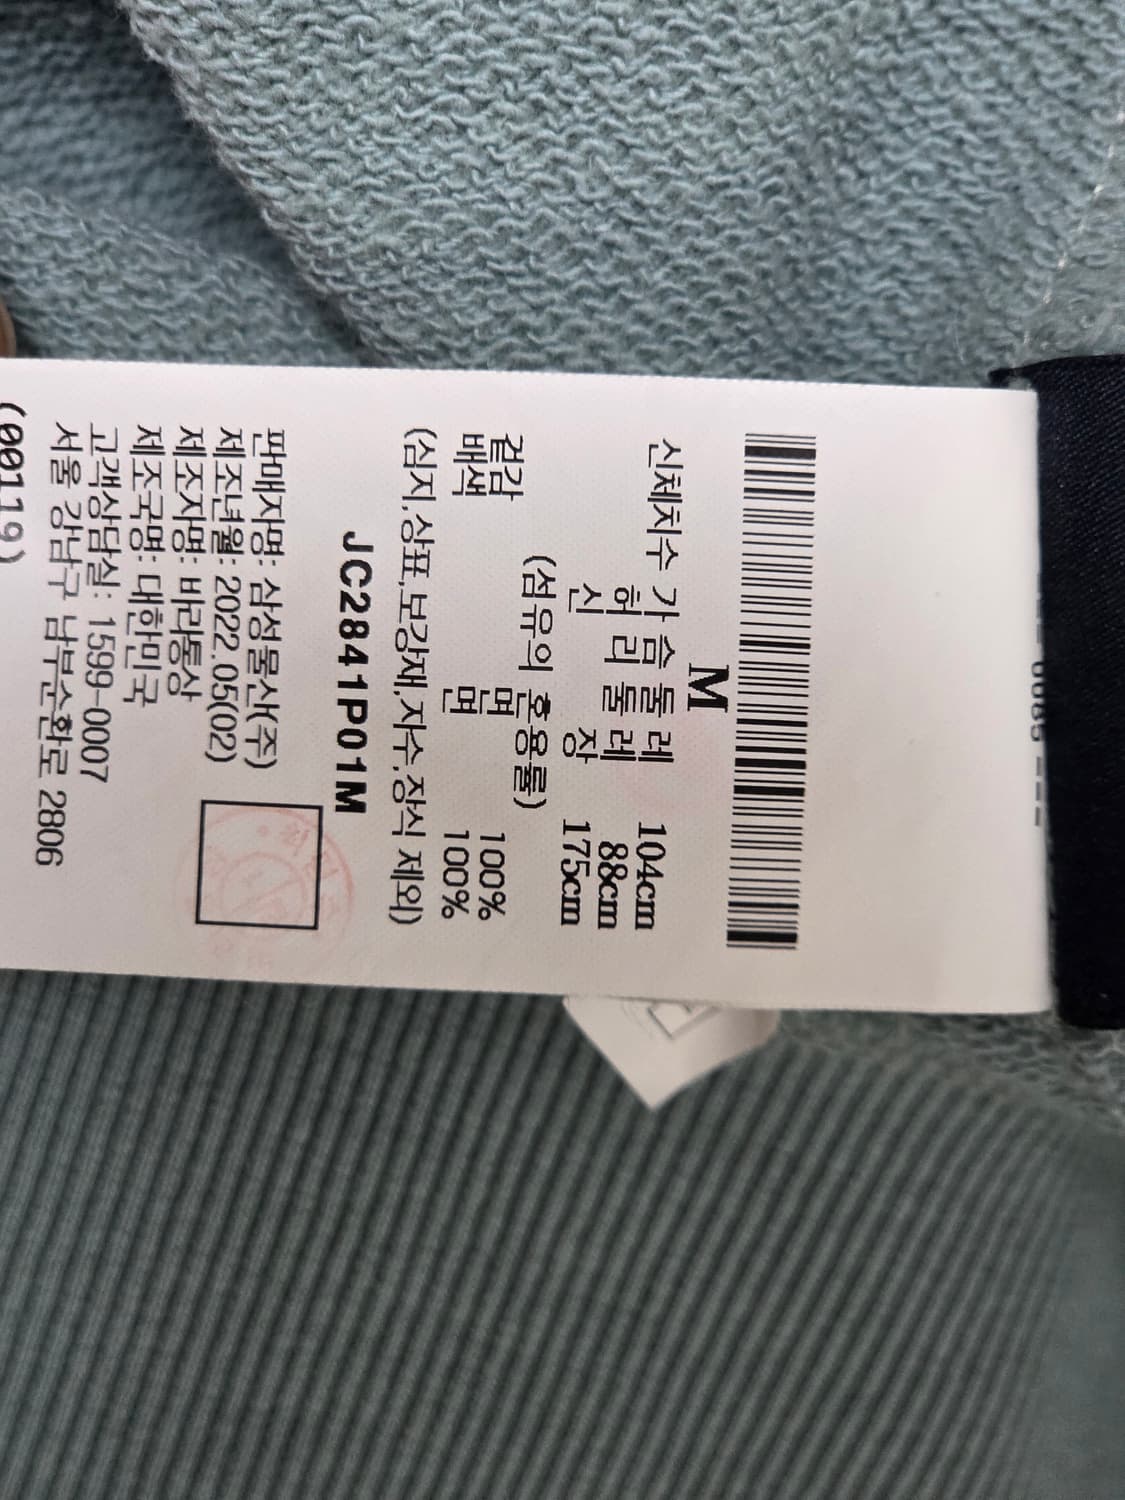 M
신체치수 가슴둘레 104cm
허리둘레 88cm
신장 175cm
(섬유의 혼용률)
겉감 면 100%
배색 면 100%
(심지,상표,보강재,자수,장식 제외)
JC2841P01M
판매자명: 삼성물산(주)
제조년월: 2022.05(02)
제조자명: 바라통상
제조국명: 대한민국
고객상담실: 1599-0007
서울 강남구 남부순환로 2806
(00119)